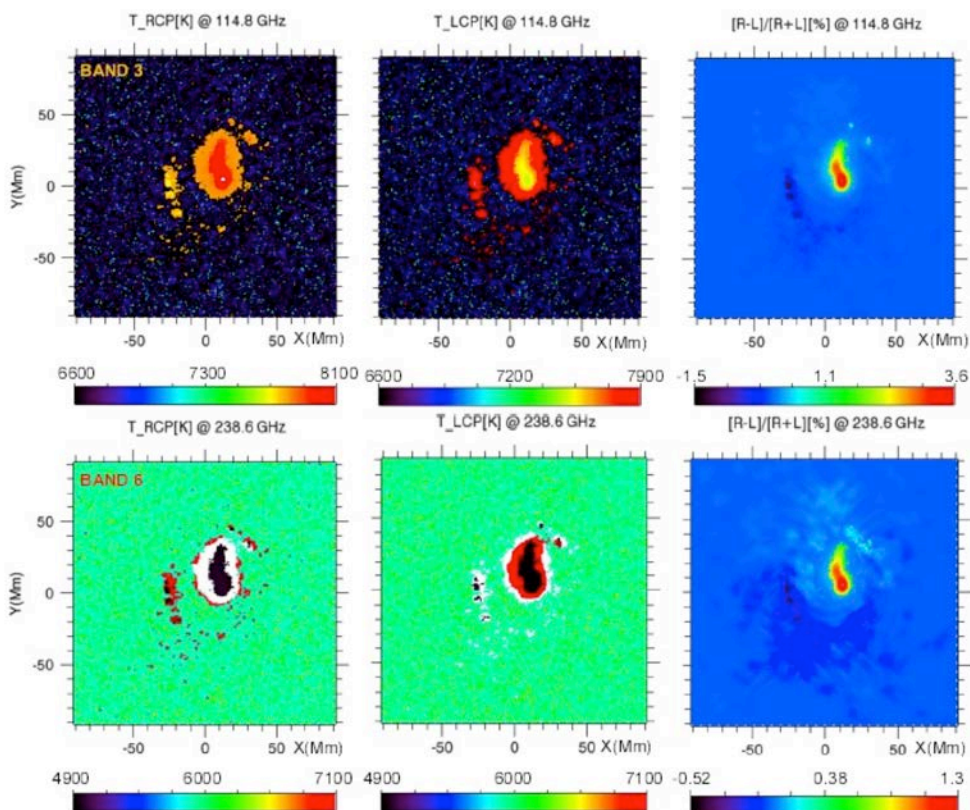 T_RCP[K] @ 114.8 GHz
T_LCP[K] @ 114.8 GHz
[R-L]/[R+L][%] @ 114.8 GHz
BAND 3
Y(Mm)
50
0
-50
-50 0 50 X(Mm)
-50 0 50 X(Mm)
-50 0 50 X(Mm)
6600 7300 8100
6600 7200 7900
-1.5 1.1 3.6
T_RCP[K] @ 238.6 GHz
T_LCP[K] @ 238.6 GHz
[R-L]/[R+L][%] @ 238.6 GHz
BAND 6
Y(Mm)
50
0
-50
-50 0 50 X(Mm)
-50 0 50 X(Mm)
-50 0 50 X(Mm)
4900 6000 7100
4900 6000 7100
-0.52 0.38 1.3